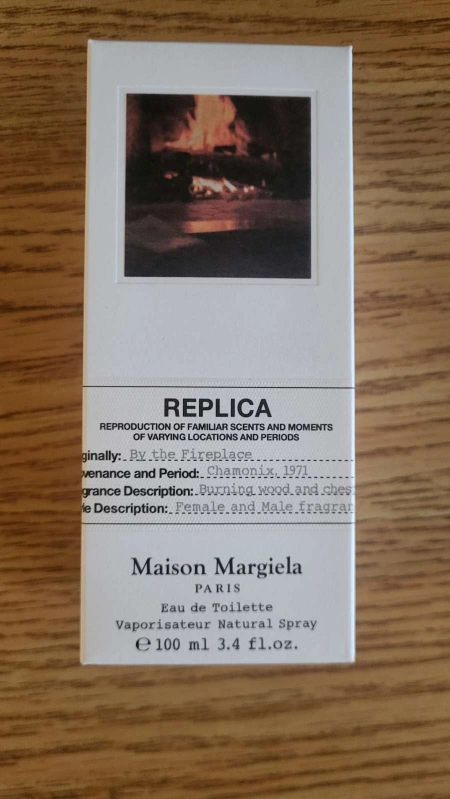 REPLICA
REPRODUCTION OF FAMILIAR SCENTS AND MOMENTS
OF VARYING LOCATIONS AND PERIODS
ginally: By the Fireplace
venance and Period: Chamonix, 1971
grance Description: Burning wood and ches
le Description: Female and Male fragran
Maison Margiela
PARIS
Eau de Toilette
Vaporisateur Natural Spray
℮ 100 ml 3.4 fl.oz.